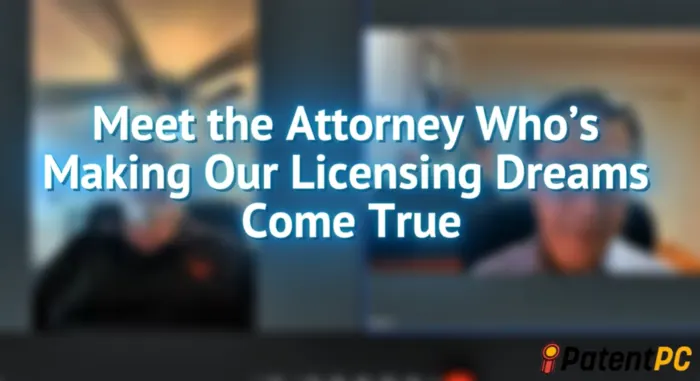 Meet the Attorney Who's
Making Our Licensing Dreams
Come True
PatentPC